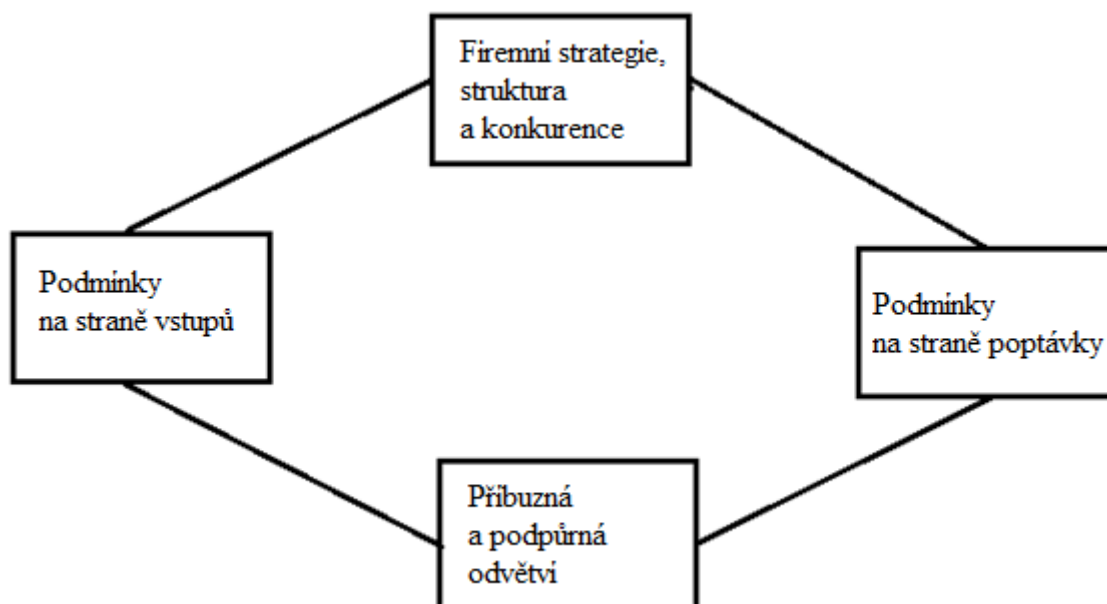 Firemní strategie,
struktura
a konkurence
Podmínky
na straně vstupů
Podmínky
na straně poptávky
Příbuzná
a podpůrná
odvětví